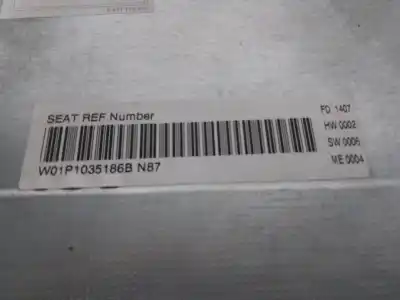 SEAT REF Number
W01P1035186B N87
FD 1407
HW 0002
SW 0006
ME 0004